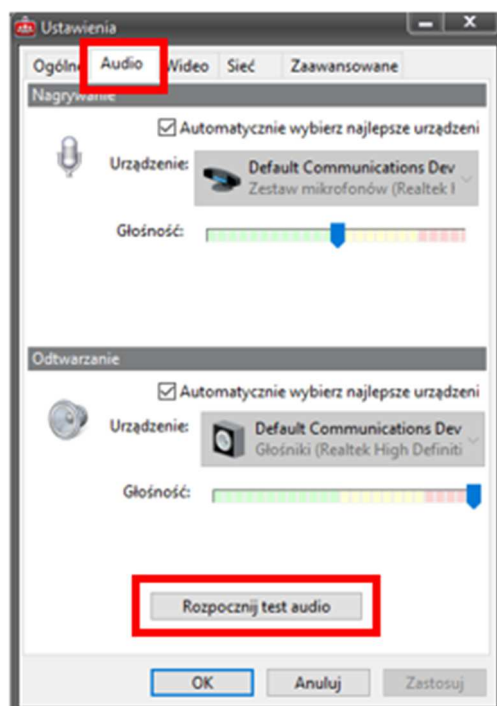 Ustawienia
Ogólne Audio Wideo Sieć Zaawansowane
Nagrywanie
Automatycznie wybierz najlepsze urządzeni
Urządzenie: Default Communications Dev
Zestaw mikrofonów (Realtek H
Głośność:
Odtwarzanie
Automatycznie wybierz najlepsze urządzeni
Urządzenie: Default Communications Dev
Głośniki (Realtek High Definiti
Głośność:
Rozpocznij test audio
OK Anuluj Zastosuj